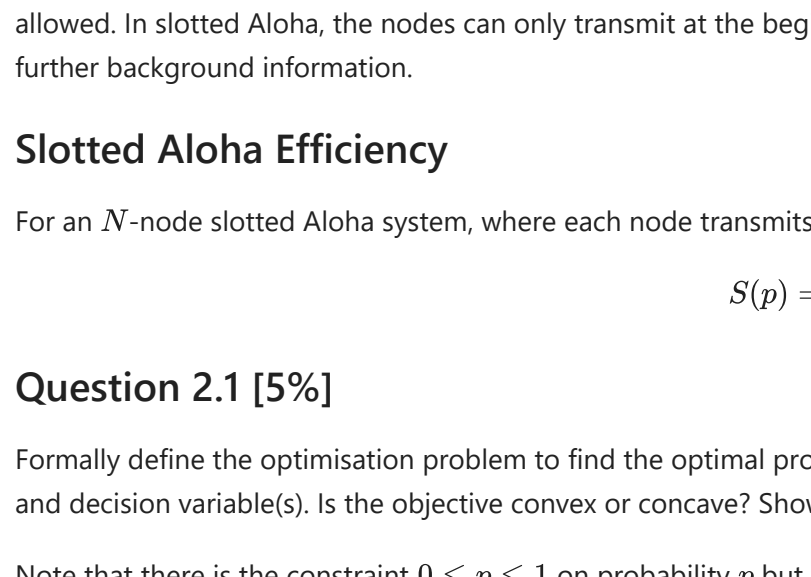 allowed. In slotted Aloha, the nodes can only transmit at the beg
further background information.
Slotted Aloha Efficiency
For an N-node slotted Aloha system, where each node transmits
S(p) =
Question 2.1 [5%]
Formally define the optimisation problem to find the optimal pro
and decision variable(s). Is the objective convex or concave? Show
Note that there is the constraint 0 ≤ p ≤ 1 on probability p but